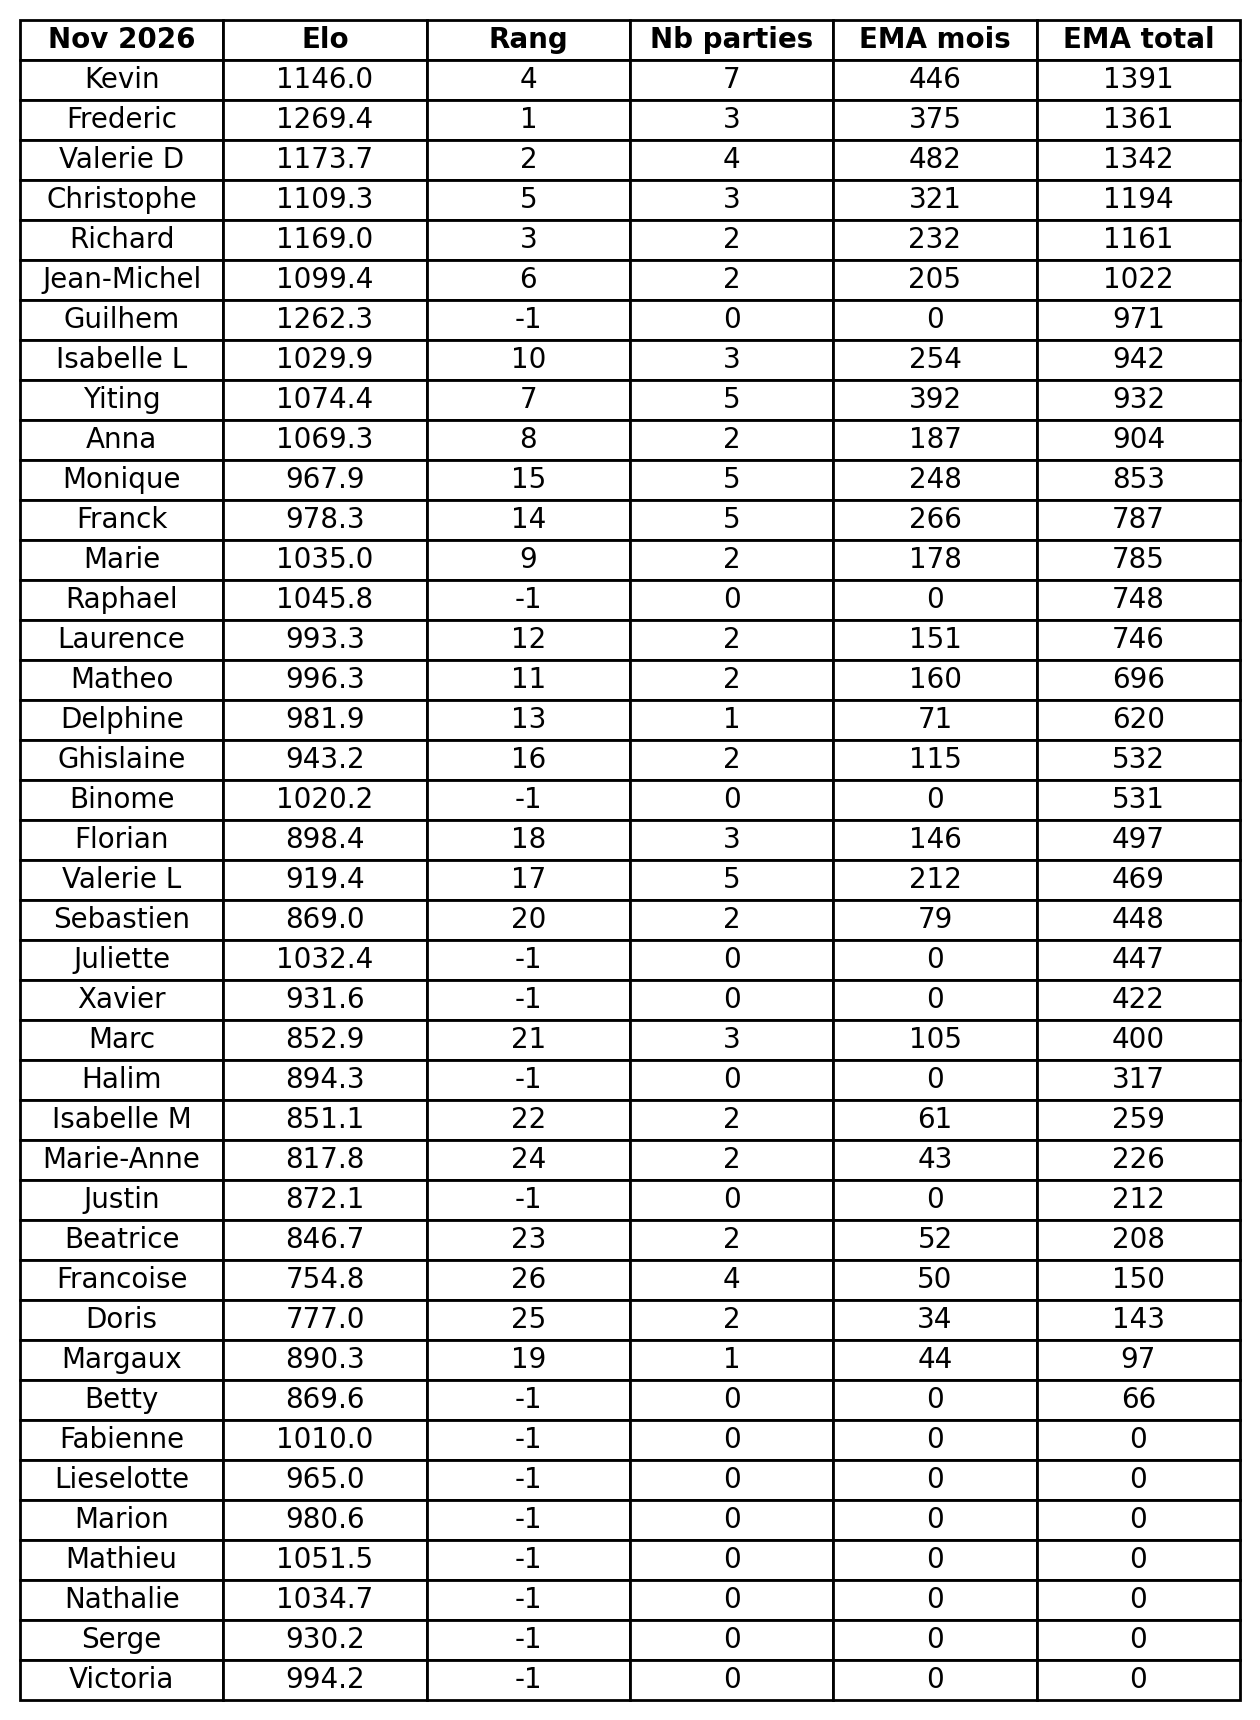 Nov 2026 Elo Rang Nb parties EMA mois EMA total
Kevin 1146.0 4 7 446 1391
Frederic 1269.4 1 3 375 1361
Valerie D 1173.7 2 4 482 1342
Christophe 1109.3 5 3 321 1194
Richard 1169.0 3 2 232 1161
Jean-Michel 1099.4 6 2 205 1022
Guilhem 1262.3 -1 0 0 971
Isabelle L 1029.9 10 3 254 942
Yiting 1074.4 7 5 392 932
Anna 1069.3 8 2 187 904
Monique 967.9 15 5 248 853
Franck 978.3 14 5 266 787
Marie 1035.0 9 2 178 785
Raphael 1045.8 -1 0 0 748
Laurence 993.3 12 2 151 746
Matheo 996.3 11 2 160 696
Delphine 981.9 13 1 71 620
Ghislaine 943.2 16 2 115 532
Binome 1020.2 -1 0 0 531
Florian 898.4 18 3 146 497
Valerie L 919.4 17 5 212 469
Sebastien 869.0 20 2 79 448
Juliette 1032.4 -1 0 0 447
Xavier 931.6 -1 0 0 422
Marc 852.9 21 3 105 400
Halim 894.3 -1 0 0 317
Isabelle M 851.1 22 2 61 259
Marie-Anne 817.8 24 2 43 226
Justin 872.1 -1 0 0 212
Beatrice 846.7 23 2 52 208
Francoise 754.8 26 4 50 150
Doris 777.0 25 2 34 143
Margaux 890.3 19 1 44 97
Betty 869.6 -1 0 0 66
Fabienne 1010.0 -1 0 0 0
Lieselotte 965.0 -1 0 0 0
Marion 980.6 -1 0 0 0
Mathieu 1051.5 -1 0 0 0
Nathalie 1034.7 -1 0 0 0
Serge 930.2 -1 0 0 0
Victoria 994.2 -1 0 0 0